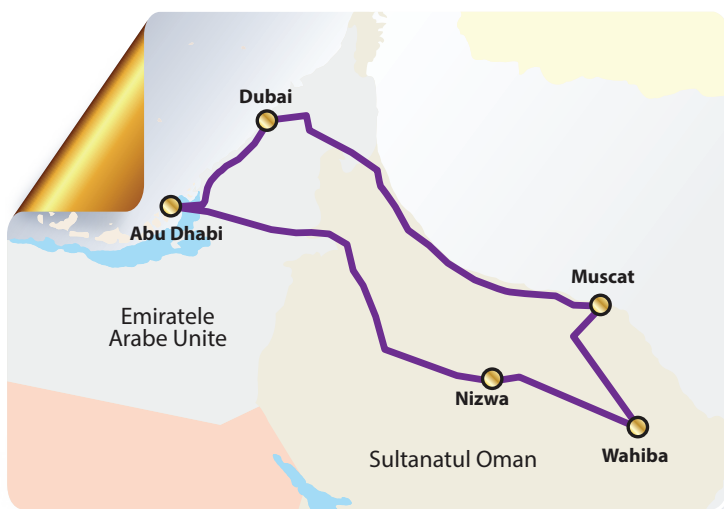 Dubai
Abu Dhabi
Muscat
Emiratele
Arabe Unite
Nizwa
Wahiba
Sultanatul Oman